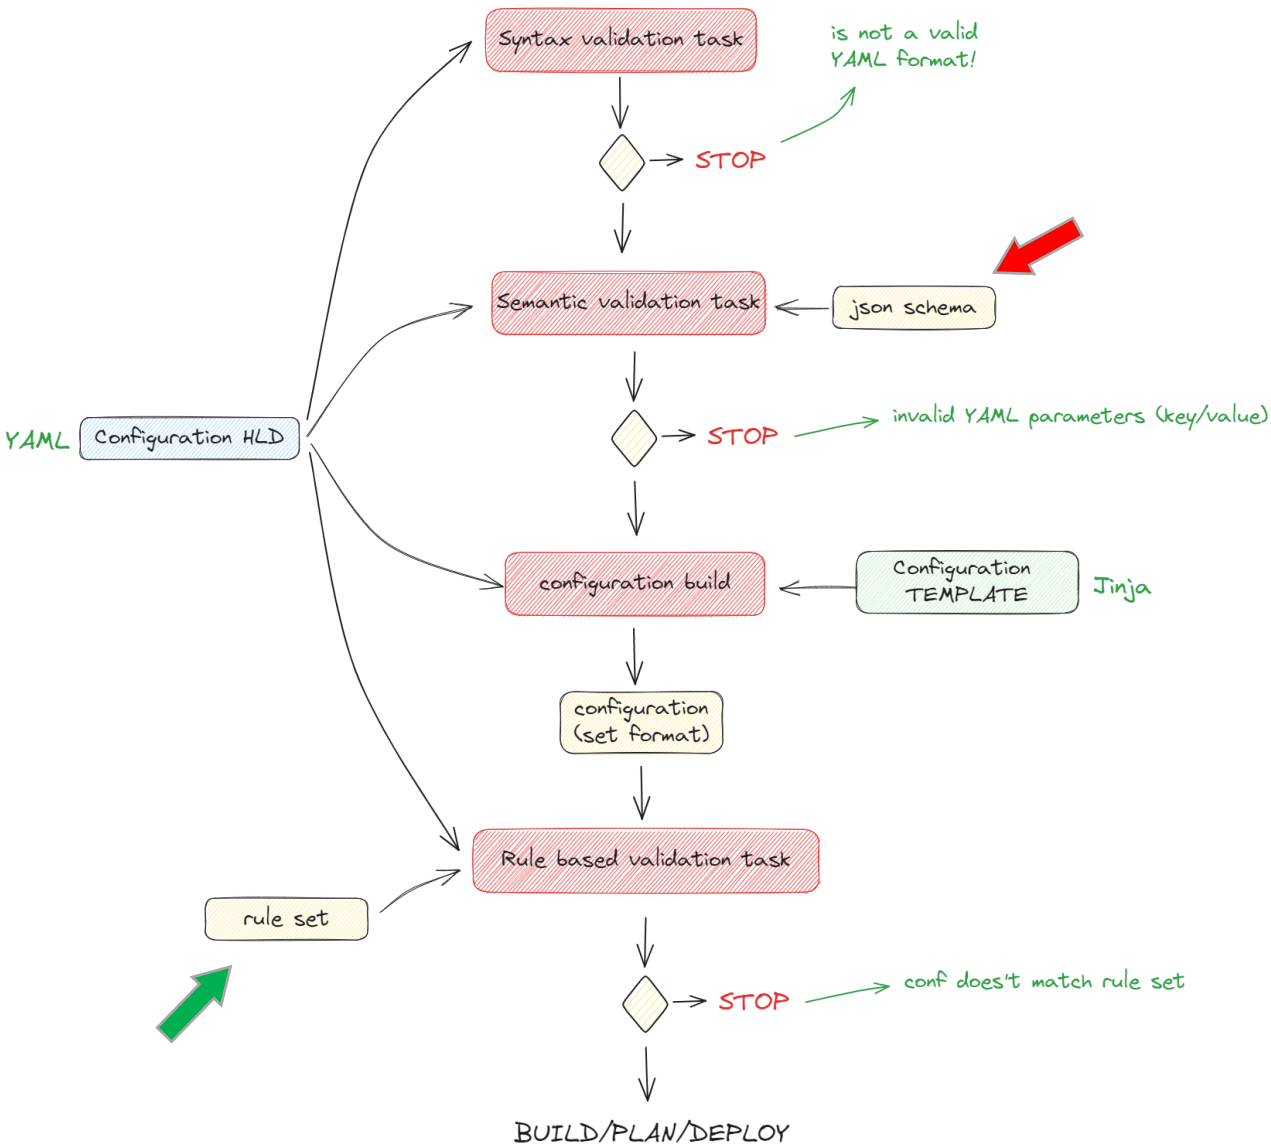 Syntax validation task
is not a valid
YAML format!
STOP
Semantic validation task
json schema
invalid YAML parameters (key/value)
STOP
YAML
Configuration HLD
configuration build
Configuration
TEMPLATE
Jinja
configuration
(set format)
Rule based validation task
rule set
STOP
conf does't match rule set
BUILD/PLAN/DEPLOY